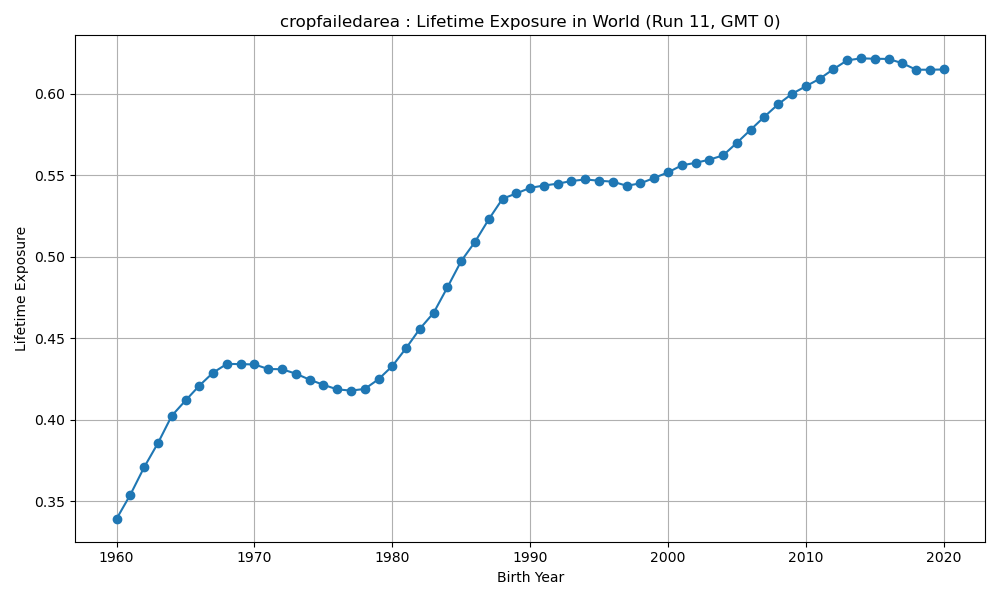 cropfailedarea : Lifetime Exposure in World (Run 11, GMT 0)
Lifetime Exposure
0.60
0.55
0.50
0.45
0.40
0.35
1960 1970 1980 1990 2000 2010 2020
Birth Year